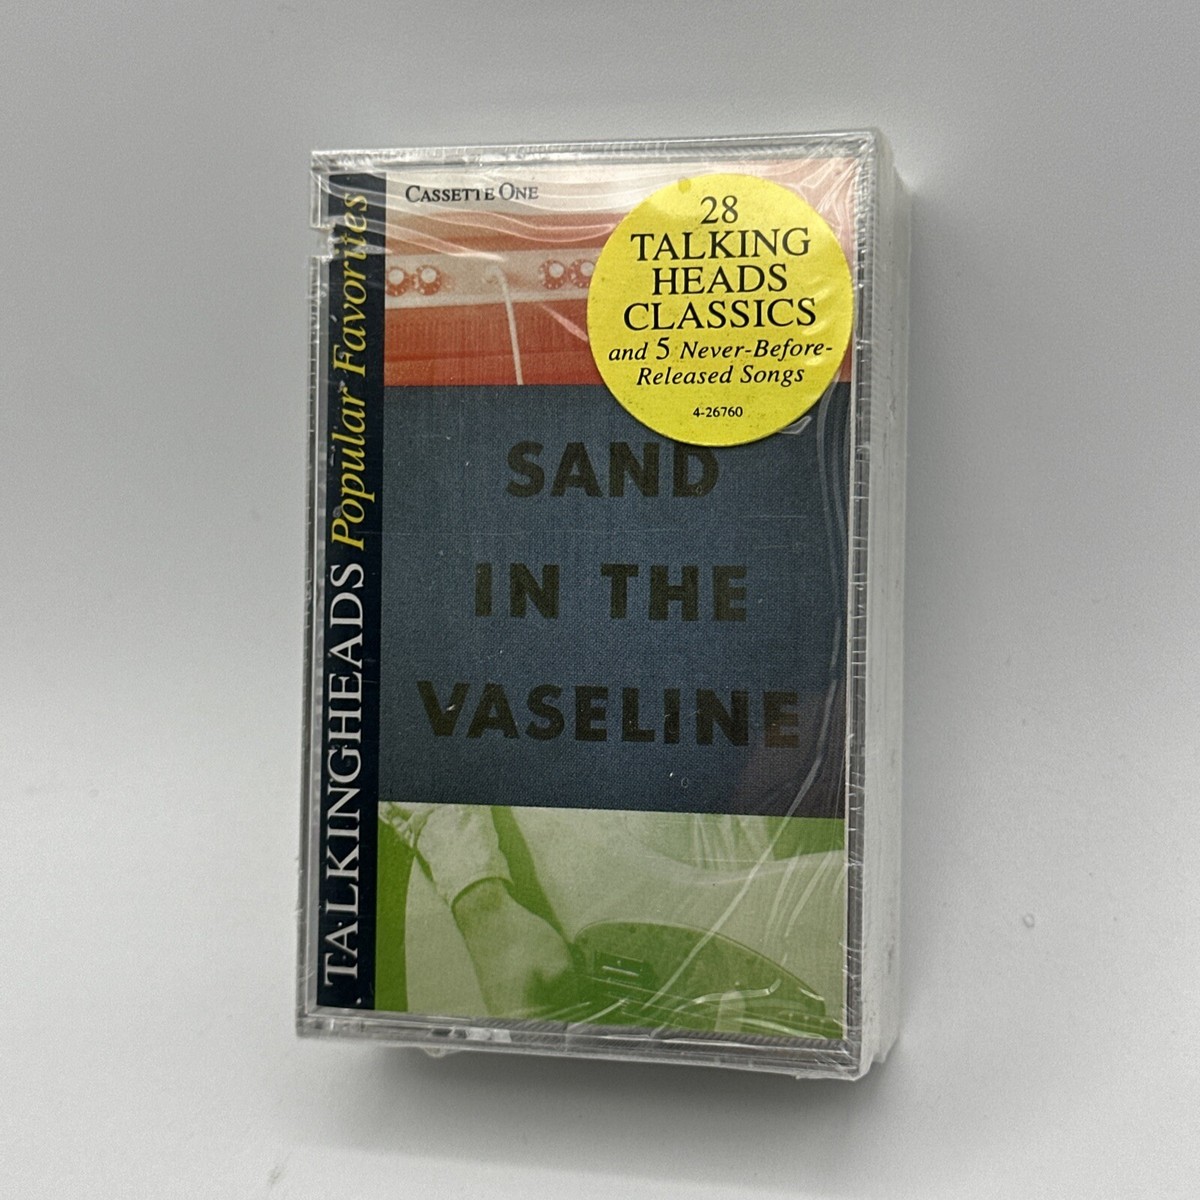 CASSETTE ONE
28
TALKING
HEADS
CLASSICS
and 5 Never-Before-
Released Songs
4-26760
TALKINGHEADS Popular Favorites
SAND
IN THE
VASELINE